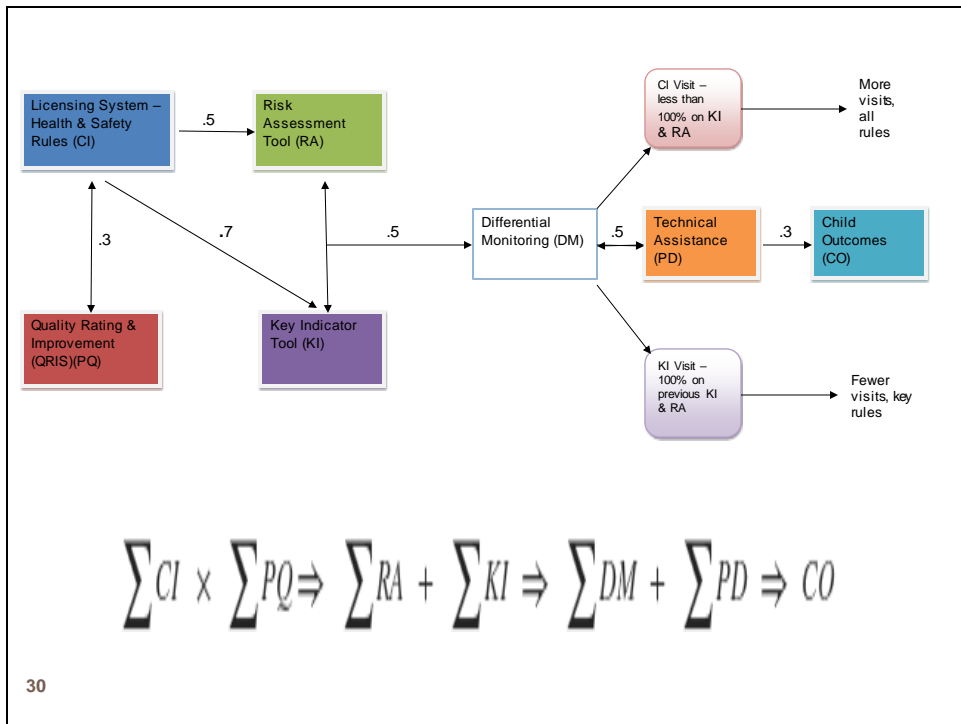 Licensing System –
Health & Safety
Rules (CI)
.5
Risk
Assessment
Tool (RA)
CI Visit –
less than
100% on KI
& RA
More
visits,
all
rules
.3
.7
.5
Differential
Monitoring (DM)
.5
Technical
Assistance
(PD)
.3
Child
Outcomes
(CO)
Quality Rating &
Improvement
(QRIS)(PQ)
Key Indicator
Tool (KI)
KI Visit –
100% on
previous KI
& RA
Fewer
visits, key
rules
∑CI × ∑PQ⇒ ∑RA + ∑KI ⇒ ∑DM + ∑PD ⇒ CO
30